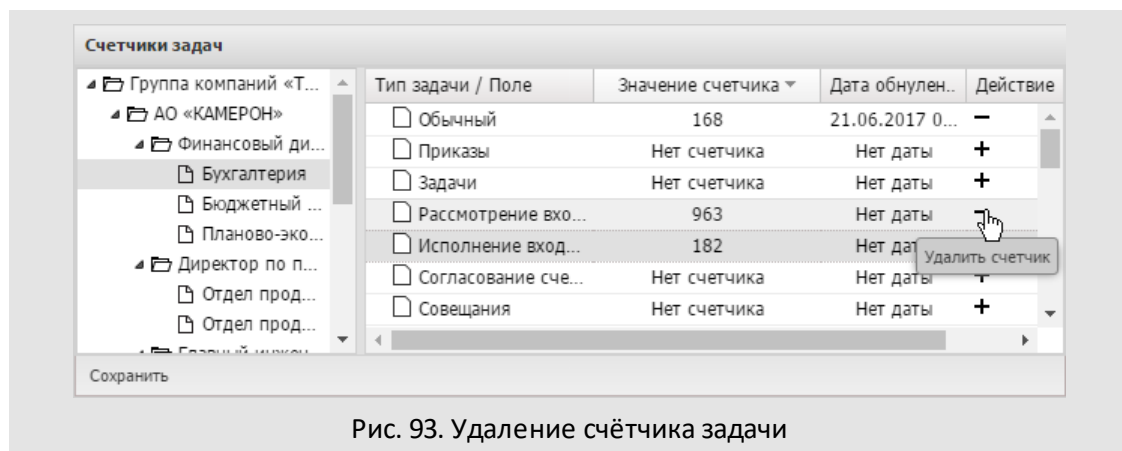 Счетчики задач
Группа компаний «Т...
АО «КАМЕРОН»
Финансовый ди...
Бухгалтерия
Бюджетный ...
Планово-эко...
Директор по п...
Отдел прод...
Отдел прод...
Тип задачи / Поле Значение счетчика Дата обнулен.. Действие
Обычный 168 21.06.2017 0...
Приказы Нет счетчика Нет даты +
Задачи Нет счетчика Нет даты +
Рассмотрение вхо... 963 Нет даты
Исполнение вход... 182 Нет дат
Удалить счетчик
Согласование сче... Нет счетчика Нет даты
Совещания Нет счетчика Нет даты +
Сохранить
Рис. 93. Удаление счётчика задачи